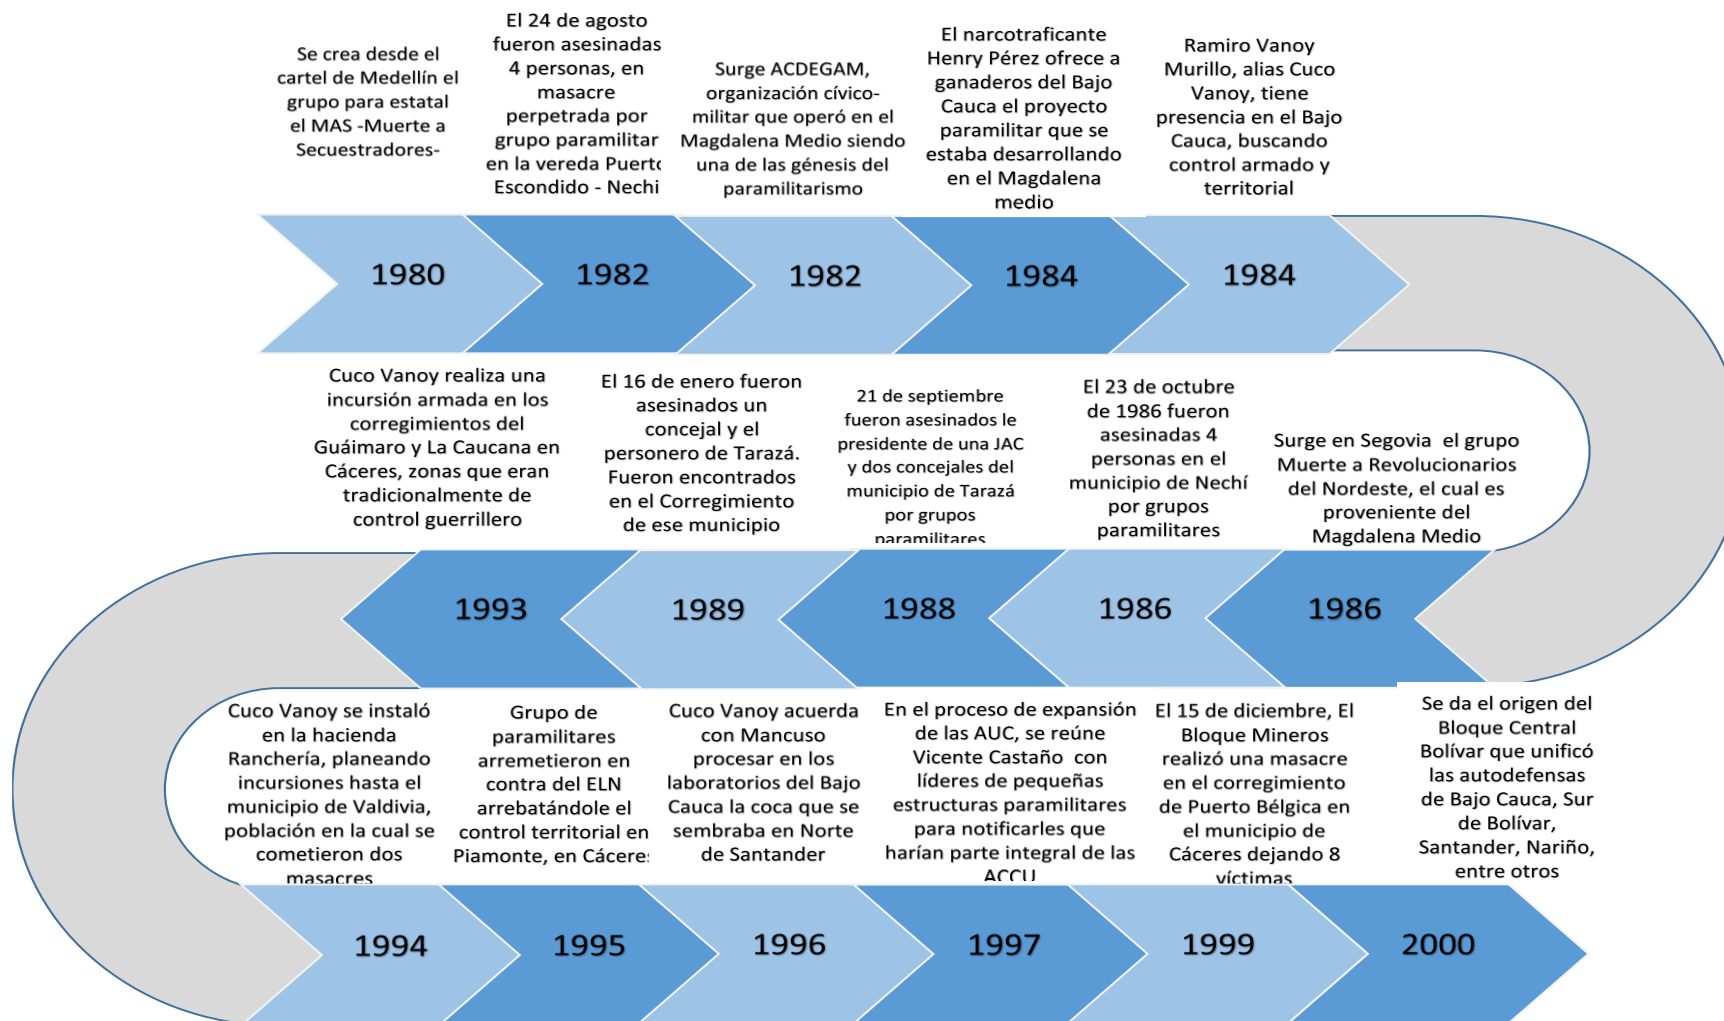 Se crea desde el
cartel de Medellín el
grupo para estatal
el MAS -Muerte a
Secuestradores-
El 24 de agosto
fueron asesinadas
4 personas, en
masacre
perpetrada por
grupo paramilitar
en la vereda Puerto
Escondido - Nechi
Surge ACDEGAM,
organización cívico-
militar que operó en el
Magdalena Medio siendo
una de las génesis del
paramilitarismo
El narcotraficante
Henry Pérez ofrece a
ganaderos del Bajo
Cauca el proyecto
paramilitar que se
estaba desarrollando
en el Magdalena
medio
Ramiro Vanoy
Murillo, alias Cuco
Vanoy, tiene
presencia en el Bajo
Cauca, buscando
control armado y
territorial
1980
1982
1982
1984
1984
Surge en Segovia el grupo
Muerte a Revolucionarios
del Nordeste, el cual es
proveniente del
Magdalena Medio
El 23 de octubre
de 1986 fueron
asesinadas 4
personas en el
municipio de Nechí
por grupos
paramilitares
21 de septiembre
fueron asesinados le
presidente de una JAC
y dos concejales del
municipio de Tarazá
por grupos
paramilitares
El 16 de enero fueron
asesinados un
concejal y el
personero de Tarazá.
Fueron encontrados
en el Corregimiento
de ese municipio
Cuco Vanoy realiza una
incursión armada en los
corregimientos del
Guáimaro y La Caucana en
Cáceres, zonas que eran
tradicionalmente de
control guerrillero
1986
1986
1988
1989
1993
Cuco Vanoy se instaló
en la hacienda
Ranchería, planeando
incursiones hasta el
municipio de Valdivia,
población en la cual se
cometieron dos
masacres
Grupo de
paramilitares
arremetieron en
contra del ELN
arrebatándole el
control territorial en
Piamonte, en Cáceres
Cuco Vanoy acuerda
con Mancuso
procesar en los
laboratorios del Bajo
Cauca la coca que se
sembraba en Norte
de Santander
En el proceso de expansión
de las AUC, se reúne
Vicente Castaño con
líderes de pequeñas
estructuras paramilitares
para notificarles que
harían parte integral de las
ACCU
El 15 de diciembre, El
Bloque Mineros
realizó una masacre
en el corregimiento
de Puerto Bélgica en
el municipio de
Cáceres dejando 8
víctimas
Se da el origen del
Bloque Central
Bolívar que unificó
las autodefensas
de Bajo Cauca, Sur
de Bolívar,
Santander, Nariño,
entre otros
1994
1995
1996
1997
1999
2000